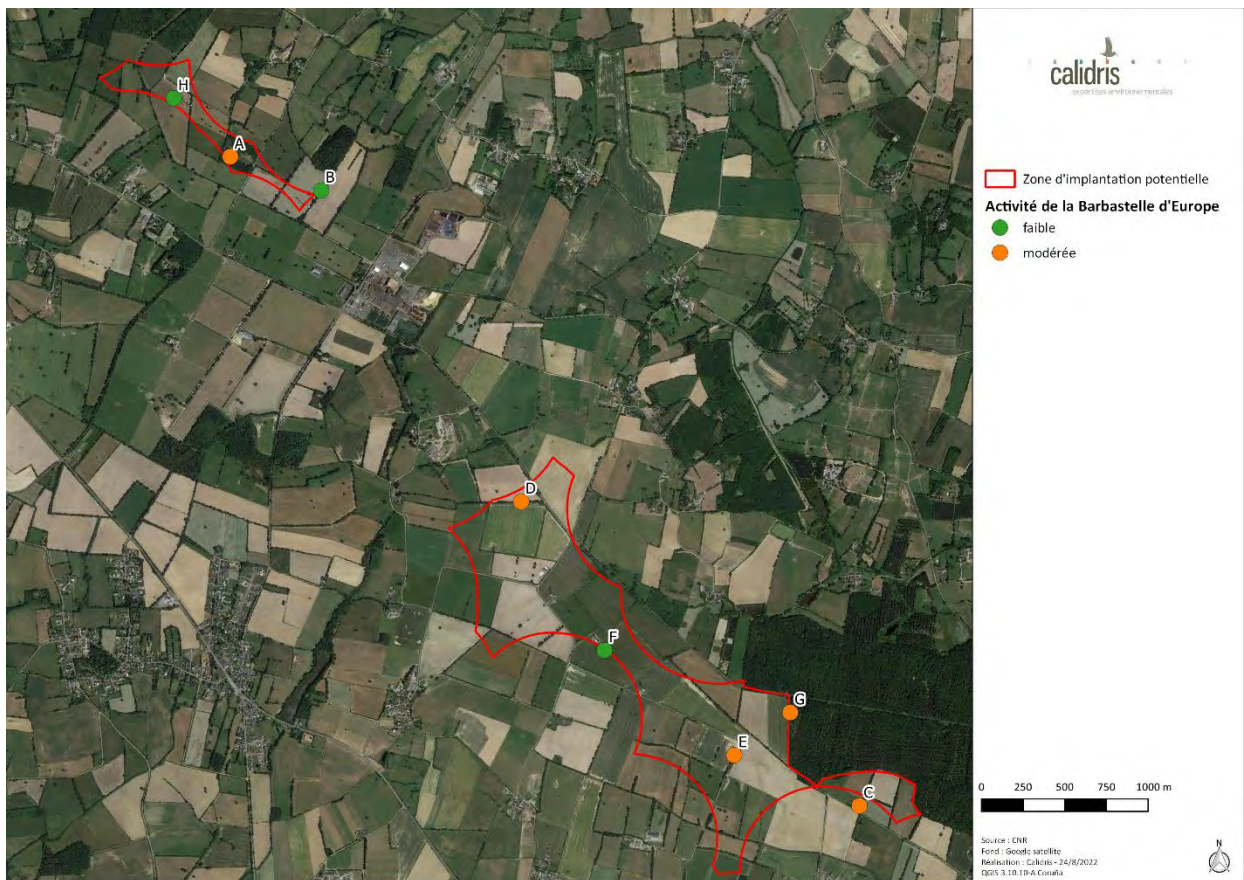 H
A
B
D
F
G
E
C
calidris
expertises environnementales
Zone d'implantation potentielle
Activité de la Barbastelle d'Europe
faible
modérée
0 250 500 750 1000 m
Source : CNR
Fond : Google satellite
Réalisation : Calidris - 24/8/2022
QGIS 3.10.10-A Coruña
N